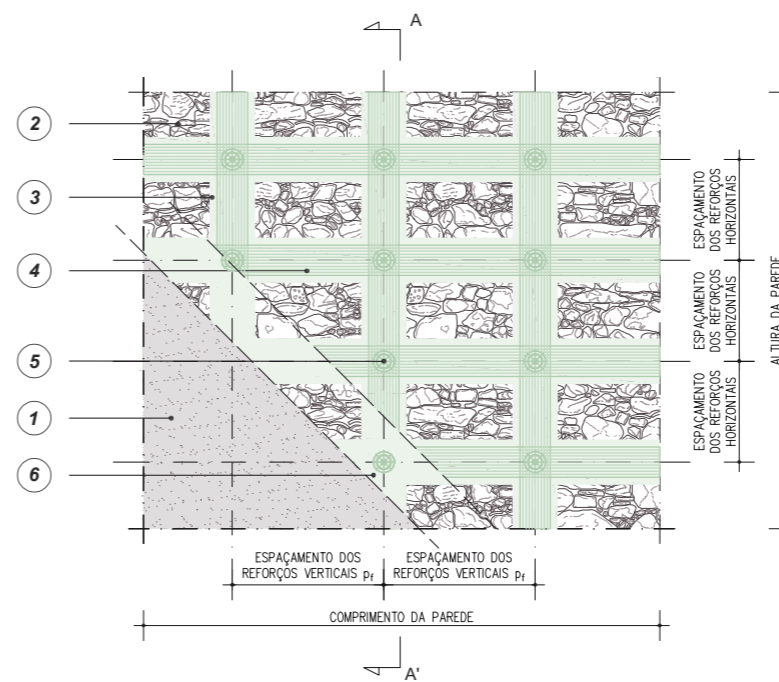 A
2
3
4
5
1
6
ESPAÇAMENTO
DOS REFORÇOS
HORIZONTAIS
ESPAÇAMENTO
DOS REFORÇOS
HORIZONTAIS
ESPAÇAMENTO
DOS REFORÇOS
HORIZONTAIS
ALTURA DA PAREDE
ESPAÇAMENTO DOS
REFORÇOS VERTICAIS pf
ESPAÇAMENTO DOS
REFORÇOS VERTICAIS pf
COMPRIMENTO DA PAREDE
A'